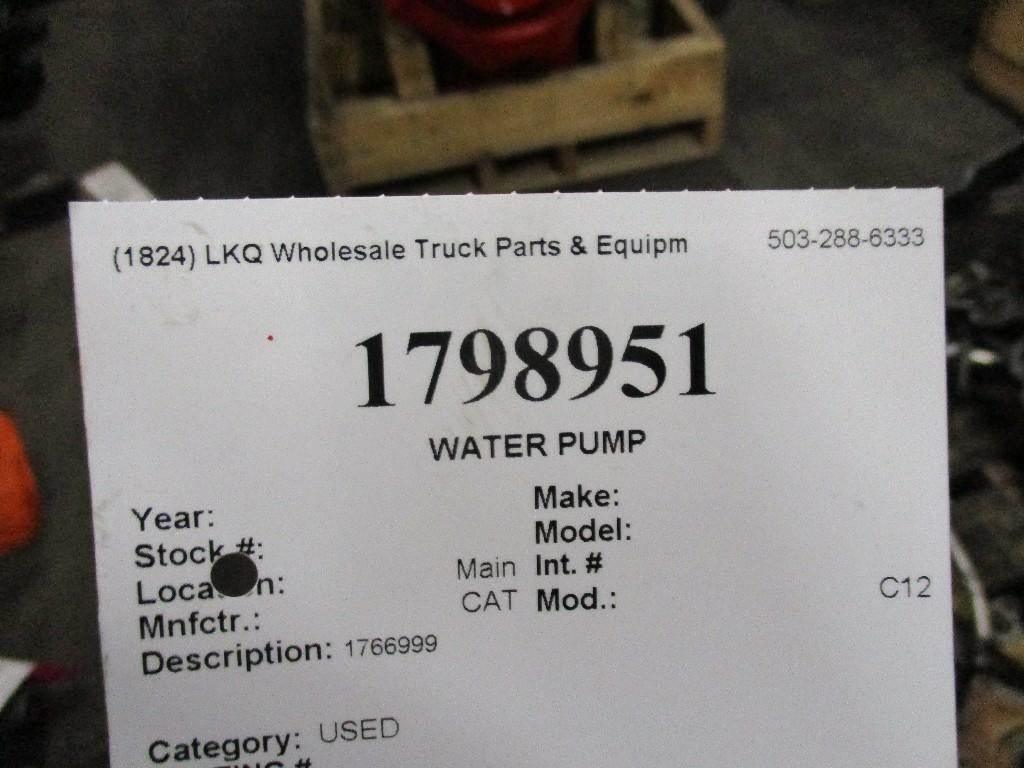 (1824) LKQ Wholesale Truck Parts & Equipm 503-288-6333
1798951
WATER PUMP
Year: Make:
Stock #: Model:
Location: Main Int. #
Mnfctr.: CAT Mod.: C12
Description: 1766999
Category: USED